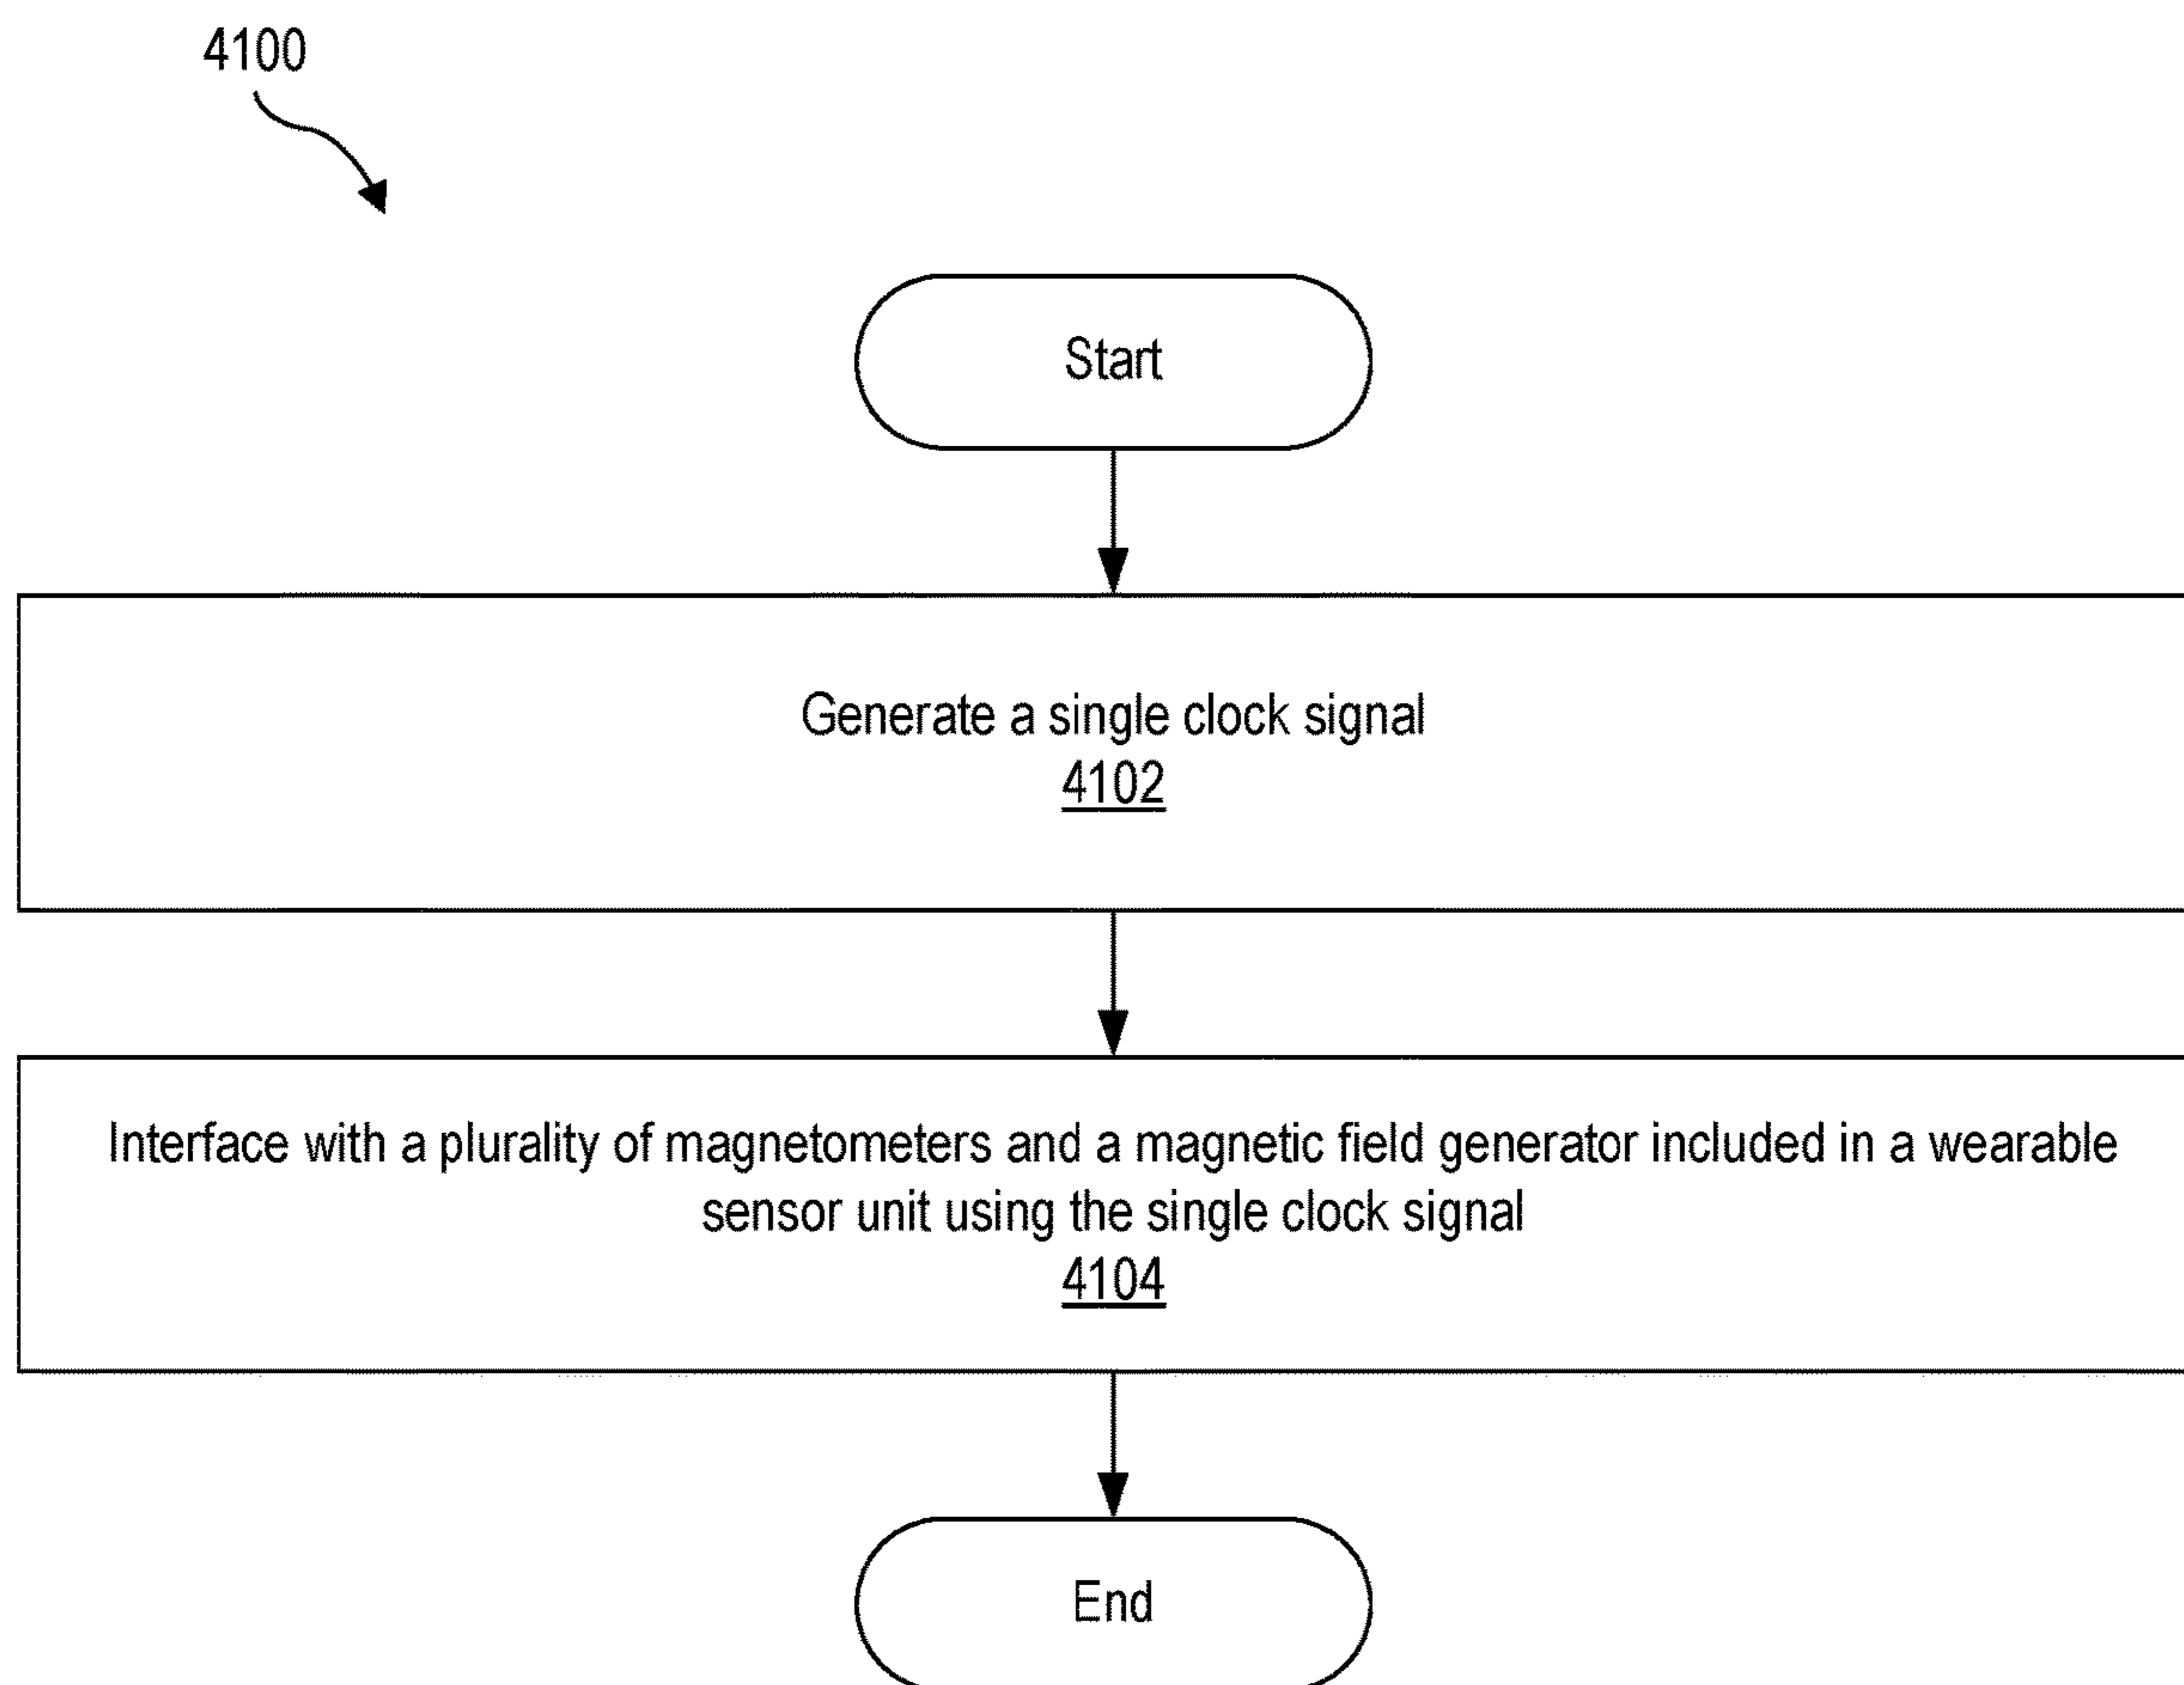 4100
Start
Generate a single clock signal
4102
Interface with a plurality of magnetometers and a magnetic field generator included in a wearable
sensor unit using the single clock signal
4104
End